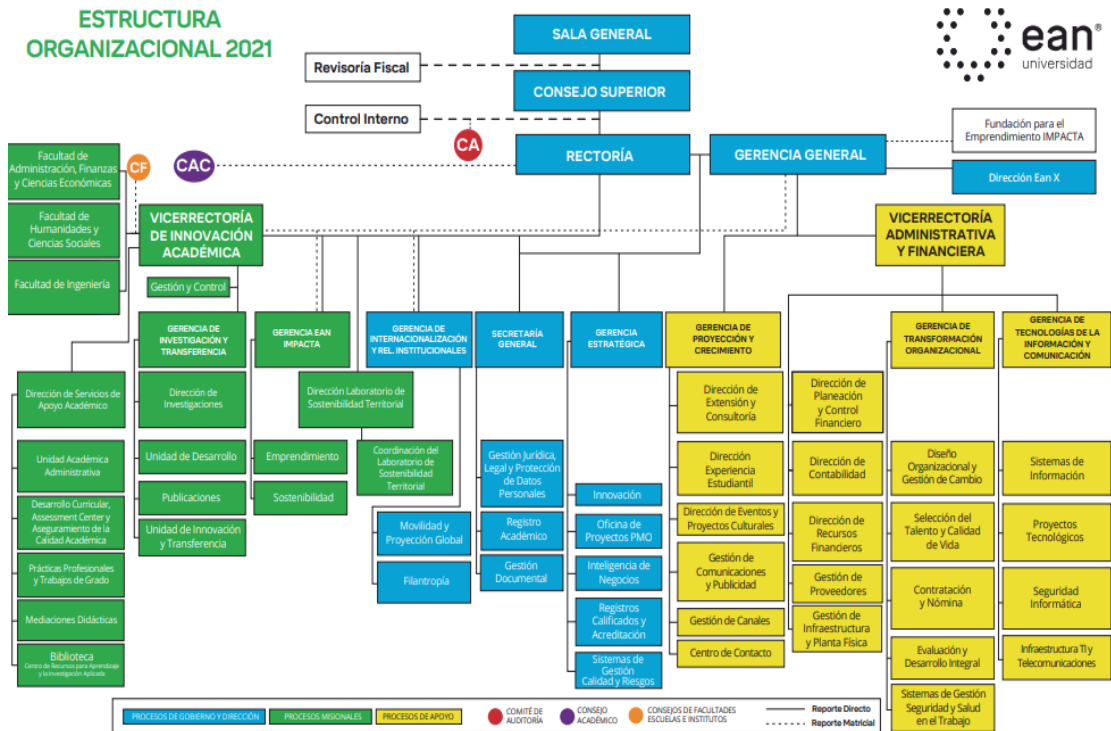 ESTRUCTURA
ORGANIZACIONAL 2021
ean®
universidad
SALA GENERAL
Revisoría Fiscal
CONSEJO SUPERIOR
Control Interno
CA
RECTORÍA
GERENCIA GENERAL
Fundación para el
Emprendimiento IMPACTA
Dirección Ean X
Facultad de
Administración, Finanzas
y Ciencias Económicas
CF
CAC
Facultad de
Humanidades y
Ciencias Sociales
Facultad de Ingeniería
VICERRECTORÍA
DE INNOVACIÓN
ACADÉMICA
VICERRECTORÍA
ADMINISTRATIVA
Y FINANCIERA
Gestión y Control
GERENCIA DE
INVESTIGACIÓN Y
TRANSFERENCIA
GERENCIA EAN
IMPACTA
GERENCIA DE
INTERNACIONALIZACIÓN
Y REL. INSTITUCIONALES
SECRETARÍA
GENERAL
GERENCIA
ESTRATÉGICA
GERENCIA DE
PROYECCIÓN Y
CRECIMIENTO
GERENCIA DE
TRANSFORMACIÓN
ORGANIZACIONAL
GERENCIA DE
TECNOLOGÍAS DE LA
INFORMACIÓN Y
COMUNICACIÓN
Dirección de Servicios de
Apoyo Académico
Unidad Académica
Administrativa
Desarrollo Curricular,
Assessment Center y
Aseguramiento de la
Calidad Académica
Prácticas Profesionales
y Trabajos de Grado
Mediaciones Didácticas
Biblioteca
Centro de Recursos para Aprendizaje
y la Investigación Aplicada
Dirección de
Investigaciones
Unidad de Desarrollo
Publicaciones
Unidad de Innovación
y Transferencia
Emprendimiento
Sostenibilidad
Dirección Laboratorio de
Sostenibilidad Territorial
Coordinación del
Laboratorio de
Sostenibilidad
Territorial
Movilidad y
Proyección Global
Filantropía
Gestión Jurídica,
Legal y Protección
de Datos
Personales
Registro
Académico
Gestión
Documental
Innovación
Oficina de
Proyectos PMO
Inteligencia de
Negocios
Registros
Calificados y
Acreditación
Sistemas de
Gestión
Calidad y Riesgos
Dirección de
Extensión y
Consultoría
Dirección
Experiencia
Estudiantil
Dirección de Eventos y
Proyectos Culturales
Gestión de
Comunicaciones
y Publicidad
Gestión de Canales
Centro de Contacto
Dirección de
Planeación
y Control
Financiero
Dirección de
Contabilidad
Dirección de
Recursos
Financieros
Gestión de
Proveedores
Gestión de
Infraestructura
y Planta Física
Diseño
Organizacional y
Gestión de Cambio
Selección del
Talento y Calidad
de Vida
Contratación
y Nómina
Evaluación y
Desarrollo Integral
Sistemas de Gestión
Seguridad y Salud
en el Trabajo
Sistemas de
Información
Proyectos
Tecnológicos
Seguridad
Informática
Infraestructura TI y
Telecomunicaciones
PROCESOS DE GOBIERNO Y DIRECCIÓN
PROCESOS MISIONALES
PROCESOS DE APOYO
COMITÉ DE
AUDITORÍA
CONSEJO
ACADÉMICO
CONSEJOS DE FACULTADES
ESCUELAS E INSTITUTOS
Reporte Directo
Reporte Matricial